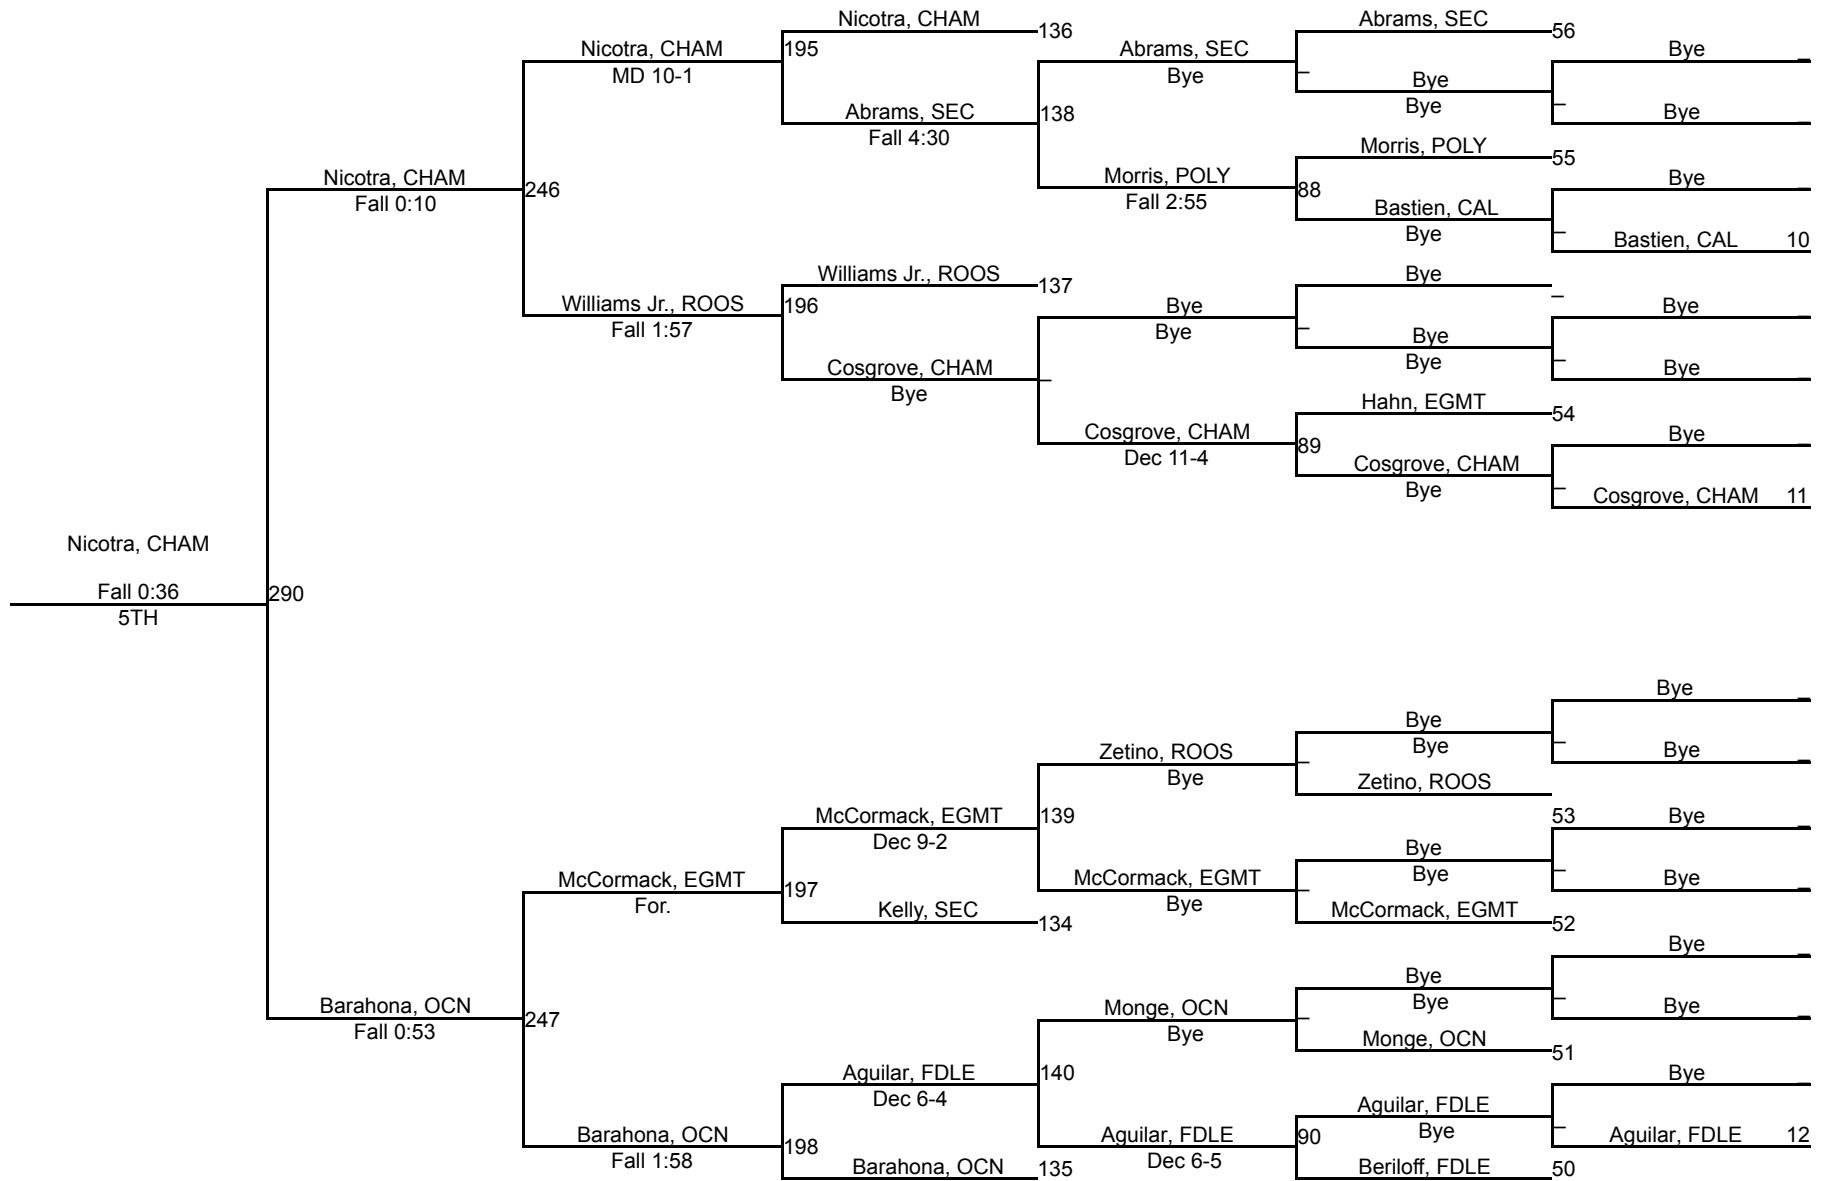 Nicotra, CHAM
136
Abrams, SEC
56
Nicotra, CHAM
195
MD 10-1
Abrams, SEC
Bye
Bye
_
_
Bye
Bye
Bye
_
_
Abrams, SEC
138
Fall 4:30
Morris, POLY
55
Nicotra, CHAM
246
Fall 0:10
Morris, POLY
88
Fall 2:55
Bye
_
Bastien, CAL
Bye
_
Bastien, CAL
10
Williams Jr., ROOS
137
Bye
_
Williams Jr., ROOS
196
Fall 1:57
Bye
Bye
_
Bye
_
Bye
Bye
_
Bye
_
Cosgrove, CHAM
_
Bye
Hahn, EGMT
54
Cosgrove, CHAM
89
Dec 11-4
Bye
_
Cosgrove, CHAM
Bye
_
Cosgrove, CHAM
11
Nicotra, CHAM
Fall 0:36
290
5TH
Bye
_
Bye
Bye
_
Bye
_
Zetino, ROOS
Bye
_
Zetino, ROOS
53
McCormack, EGMT
139
Dec 9-2
Bye
_
Bye
Bye
_
Bye
_
McCormack, EGMT
197
For.
McCormack, EGMT
Bye
_
Kelly, SEC
134
McCormack, EGMT
52
Bye
_
Bye
Bye
_
Bye
_
Barahona, OCN
247
Fall 0:53
Monge, OCN
Bye
_
Monge, OCN
51
Aguilar, FDLE
140
Dec 6-4
Bye
_
Aguilar, FDLE
Bye
_
Aguilar, FDLE
12
Barahona, OCN
198
Fall 1:58
Aguilar, FDLE
90
Dec 6-5
Barahona, OCN
135
Beriloff, FDLE
50